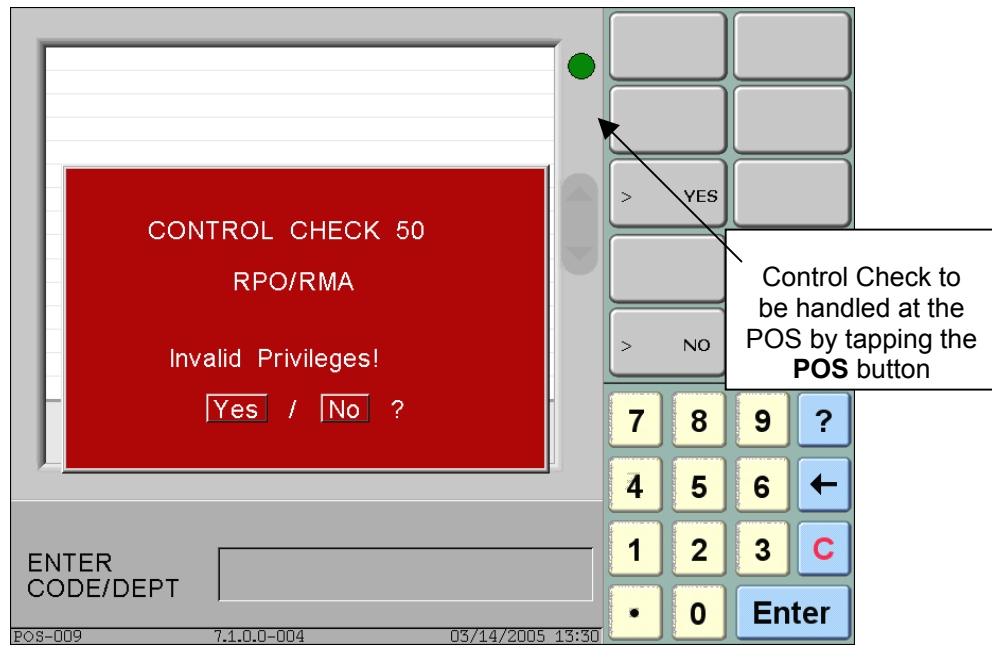 CONTROL CHECK 50
RPO/RMA
Invalid Privileges!
Yes / No ?
> YES
> NO
Control Check to
be handled at the
POS by tapping the
POS button
7 8 9 ?
4 5 6 ←
1 2 3 C
• 0 Enter
ENTER
CODE/DEPT
POS-009 7.1.0.0-004 03/14/2005 13:30